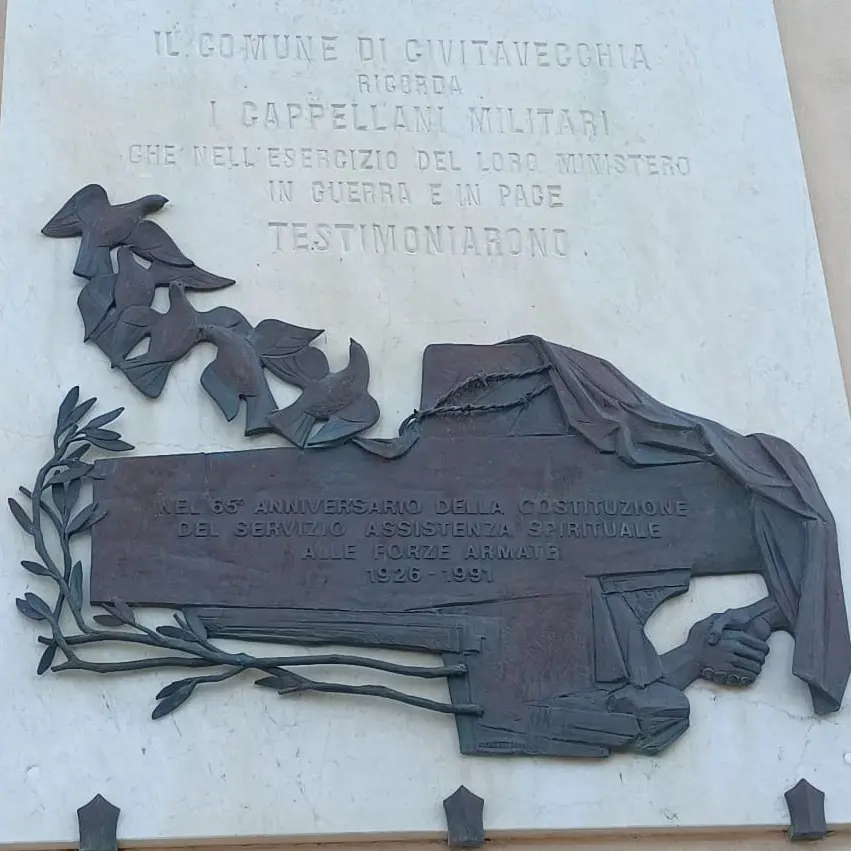 IL COMUNE DI CIVITAVECCHIA
RICORDA
I CAPPELLANI MILITARI
CHE NELL'ESERCIZIO DEL LORO MINISTERO
IN GUERRA E IN PACE
TESTIMONIARONO
NEL 65° ANNIVERSARIO DELLA COSTITUZIONE
DEL SERVIZIO ASSISTENZA SPIRITUALE
ALLE FORZE ARMATE
1926-1991